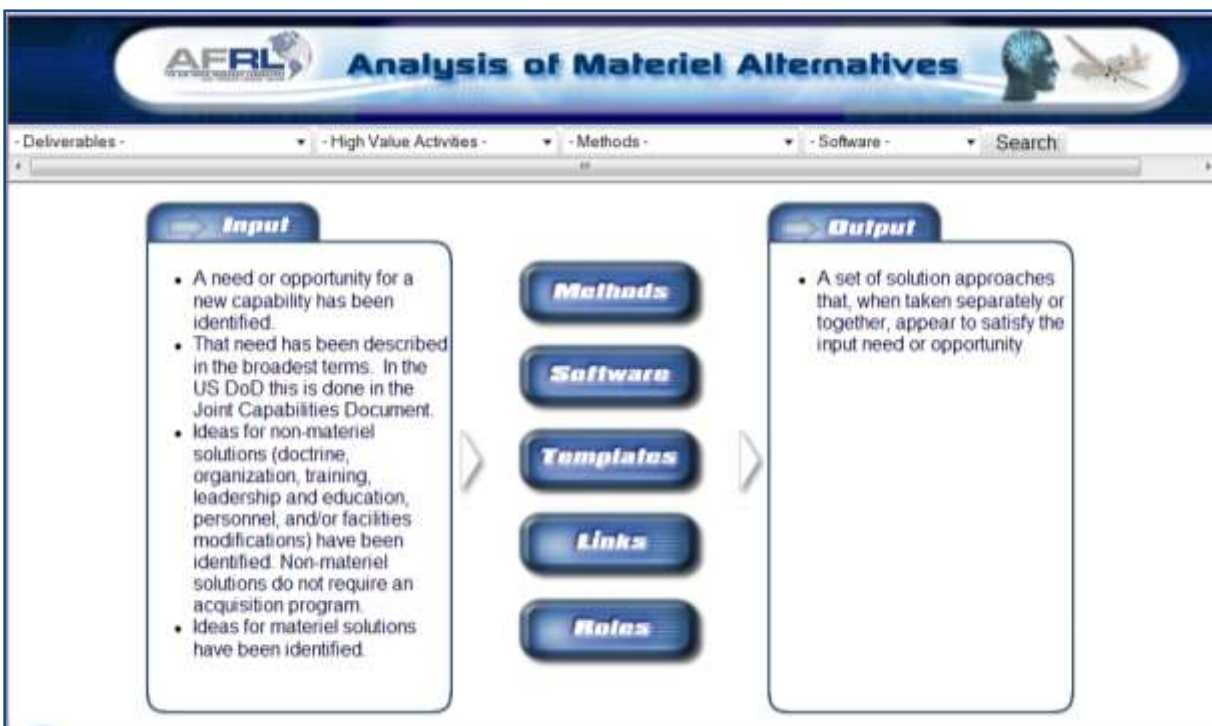 AFRL
Analysis of Materiel Alternatives
- Deliverables -
- High Value Activities -
- Methods -
- Software -
Search:
Input
• A need or opportunity for a
new capability has been
identified.
• That need has been described
in the broadest terms. In the
US DoD this is done in the
Joint Capabilities Document.
• Ideas for non-materiel
solutions (doctrine,
organization, training,
leadership and education,
personnel, and/or facilities
modifications) have been
identified. Non-materiel
solutions do not require an
acquisition program.
• Ideas for materiel solutions
have been identified.
Methods
Software
Templates
Links
Roles
Output
• A set of solution approaches
that, when taken separately or
together, appear to satisfy the
input need or opportunity